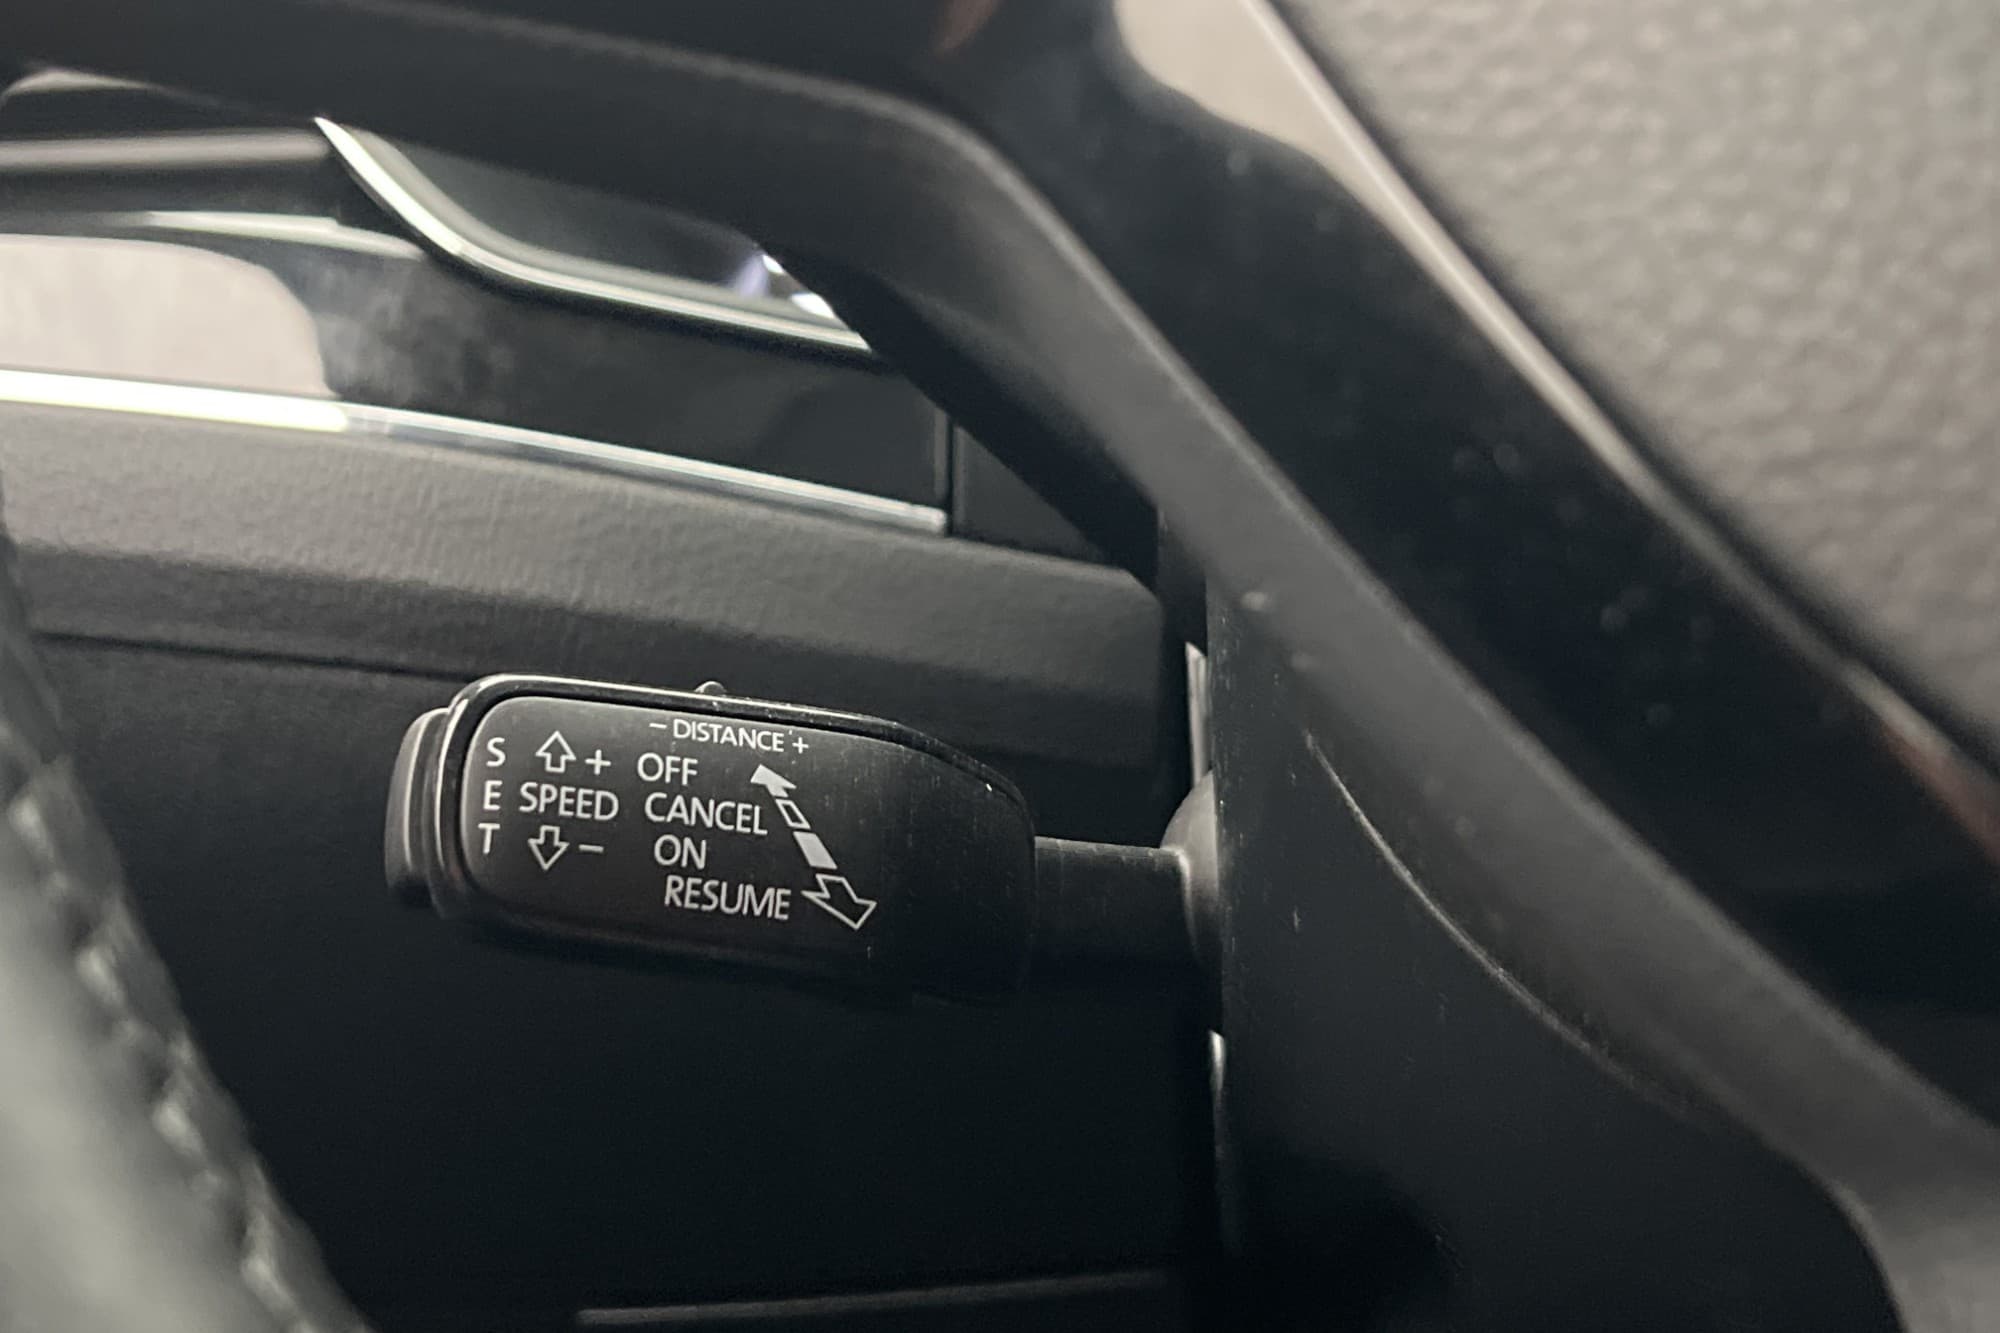 - DISTANCE +
S + OFF
E SPEED CANCEL
T - ON
RESUME